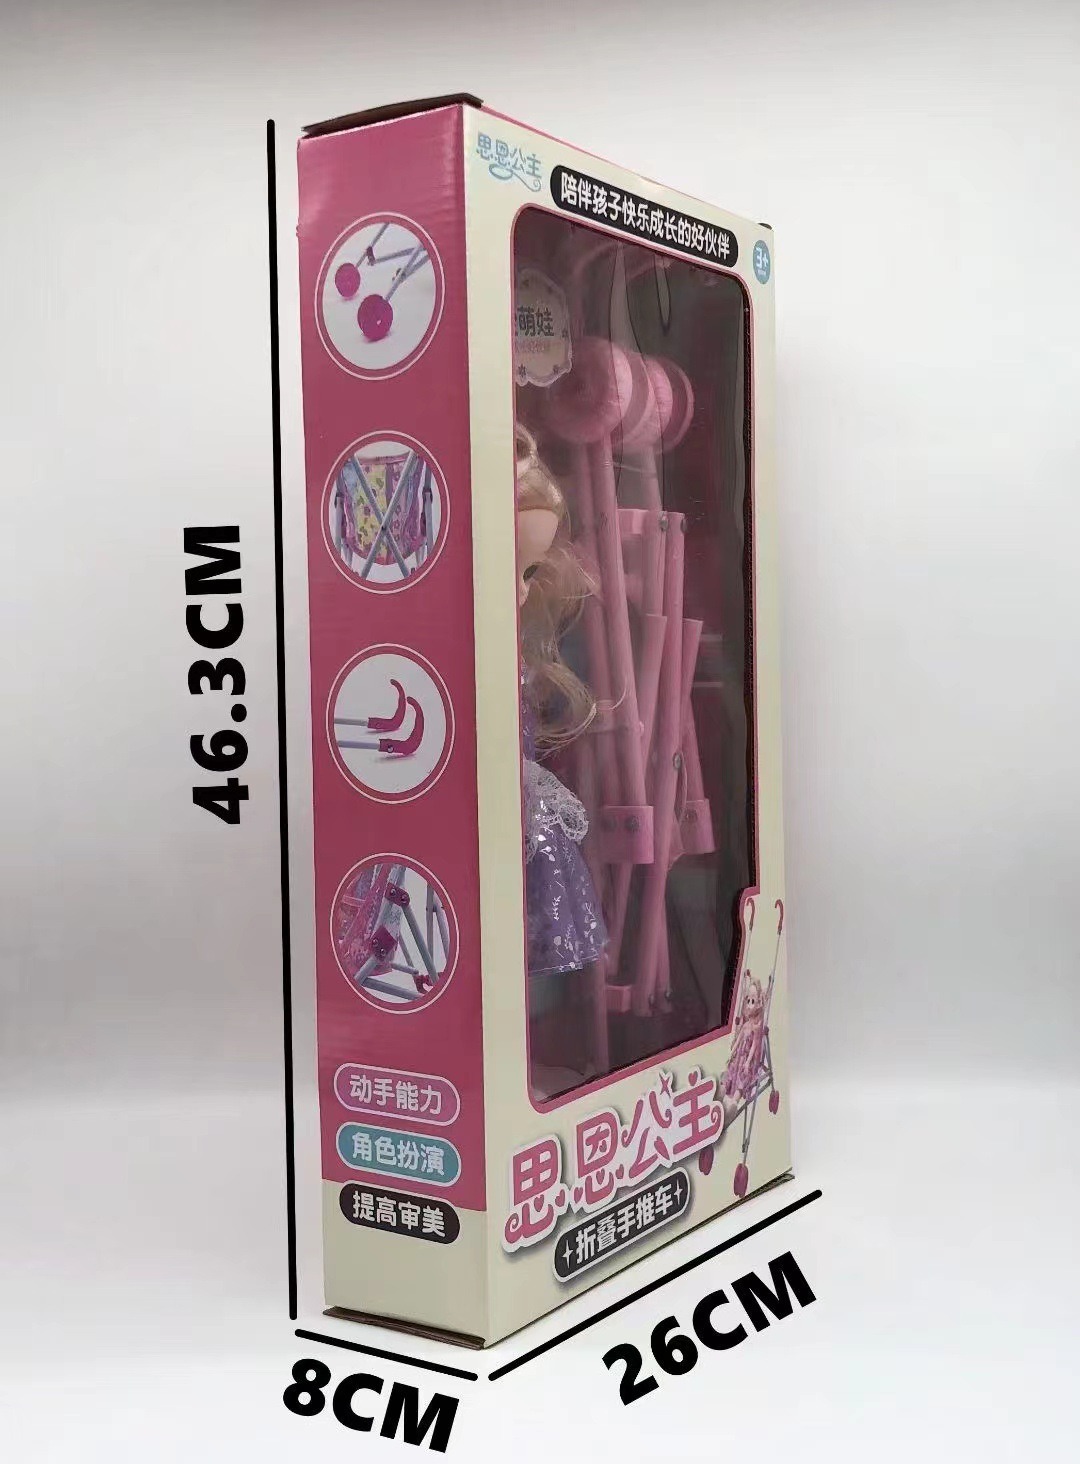 思恩公主
陪伴孩子快乐成长的好伙伴
3+
萌娃
46.3CM
动手能力
角色扮演
提高审美
思恩公主
折叠手推车
8CM
26CM